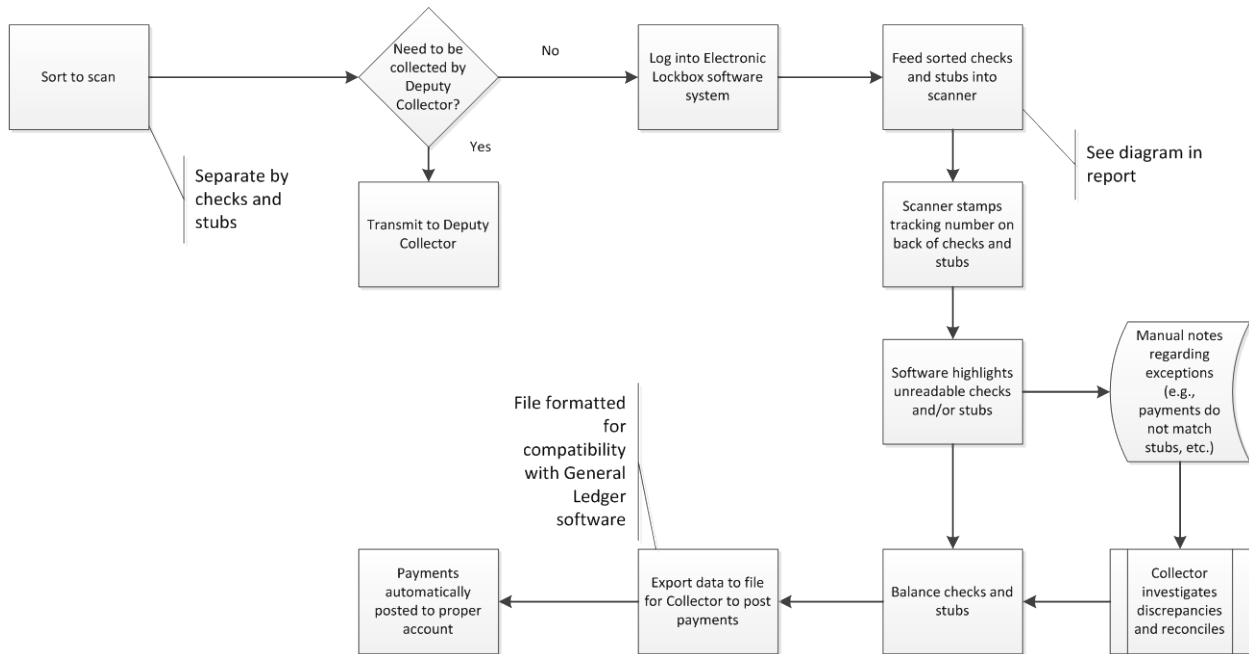 Sort to scan
Need to be
collected by
Deputy
Collector?
No
Log into Electronic
Lockbox software
system
Feed sorted checks
and stubs into
scanner
Yes
Separate by
checks and
stubs
See diagram in
report
Transmit to Deputy
Collector
Scanner stamps
tracking number on
back of checks and
stubs
Software highlights
unreadable checks
and/or stubs
Manual notes
regarding
exceptions
(e.g.,
payments do
not match
stubs, etc.)
File formatted
for
compatibility
with General
Ledger
software
Payments
automatically
posted to proper
account
Export data to file
for Collector to post
payments
Balance checks and
stubs
Collector
investigates
discrepancies
and reconciles